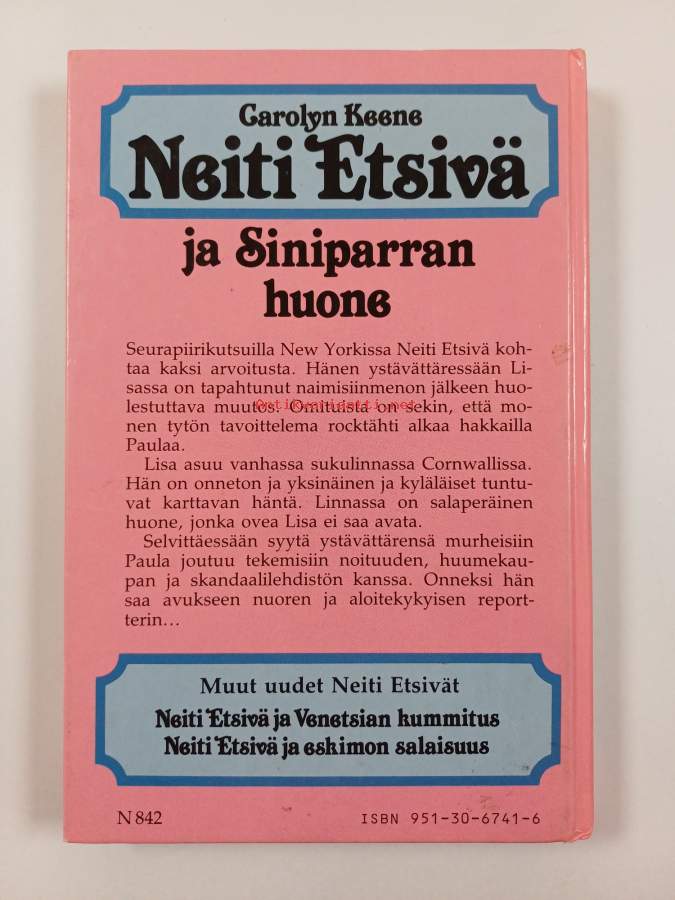 Carolyn Keene
Neiti Etsivä
ja Siniparran
huone
Seurapiirikutsuilla New Yorkissa Neiti Etsivä koh-
taa kaksi arvoitusta. Hänen ystävättäressään Li-
sassa on tapahtunut naimisiinmenon jälkeen huo-
lestuttava muutos! Omituista on sekin, että mo-
Antikvariaatti.net
nen tytön tavoittelema rocktähti alkaa hakkailla
Paulaa.
Lisa asuu vanhassa sukulinnassa Cornwallissa.
Hän on onneton ja yksinäinen ja kyläläiset tuntu-
vat karttavan häntä. Linnassa on salaperäinen
huone, jonka ovea Lisa ei saa avata.
Selvittäessään syytä ystävättärensä murheisiin
Paula joutuu tekemisiin noituuden, huumekau-
pan ja skandaalilehdistön kanssa. Onneksi hän
saa avukseen nuoren ja aloitekykyisen report-
terin...
Muut uudet Neiti Etsivät
Neiti Etsivä ja Venetsian kummitus
Neiti Etsivä ja eskimon salaisuus
N 842
ISBN 951-30-6741-6